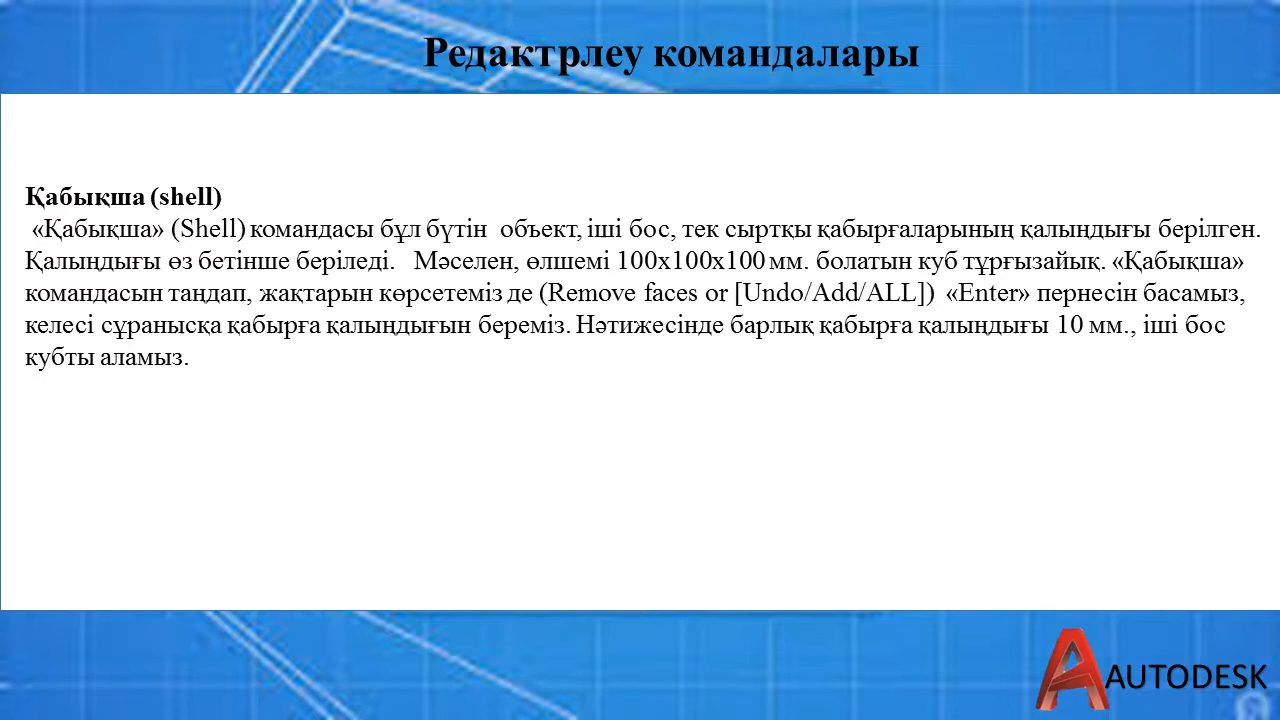 Редактрлеу командалары
Қабықша (shell)
«Қабықша» (Shell) командасы бұл бүтін объект, іші бос, тек сыртқы қабырғаларының қалыңдығы берілген.
Қалыңдығы өз бетінше беріледі. Мәселен, өлшемі 100x100x100 мм. болатын куб тұрғызайық. «Қабықша»
командасын таңдап, жақтарын көрсетеміз де (Remove faces or [Undo/Add/ALL]) «Enter» пернесін басамыз,
келесі сұранысқа қабырға қалыңдығын береміз. Нәтижесінде барлық қабырға қалыңдығы 10 мм., іші бос
кубты аламыз.
AUTODESK